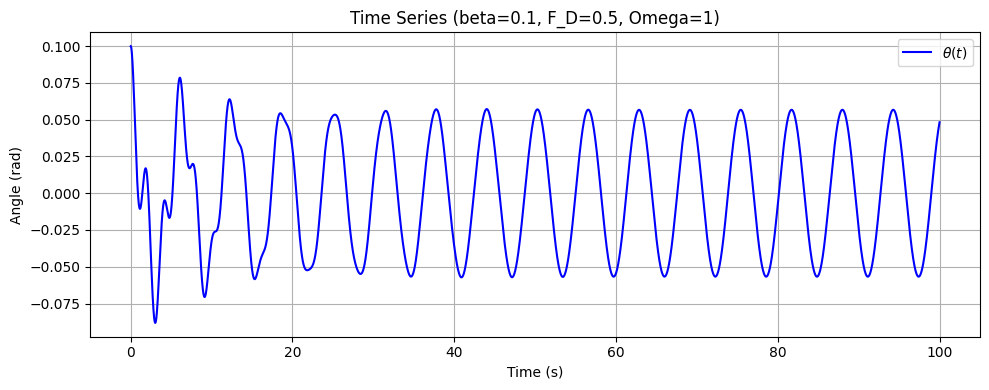 Time Series (beta=0.1, F_D=0.5, Omega=1)
θ(t)
Angle (rad)
0.100
0.075
0.050
0.025
0.000
−0.025
−0.050
−0.075
0 20 40 60 80 100
Time (s)